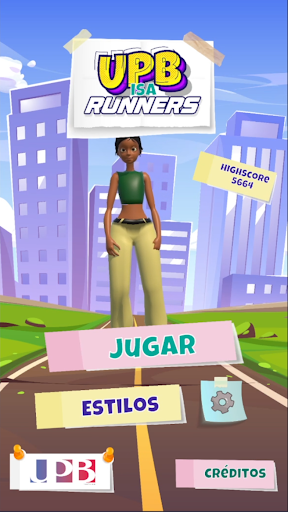 UPB
ISA
RUNNERS
HIGHSCORE
5664
JUGAR
ESTILOS
UPB
CRÉDITOS